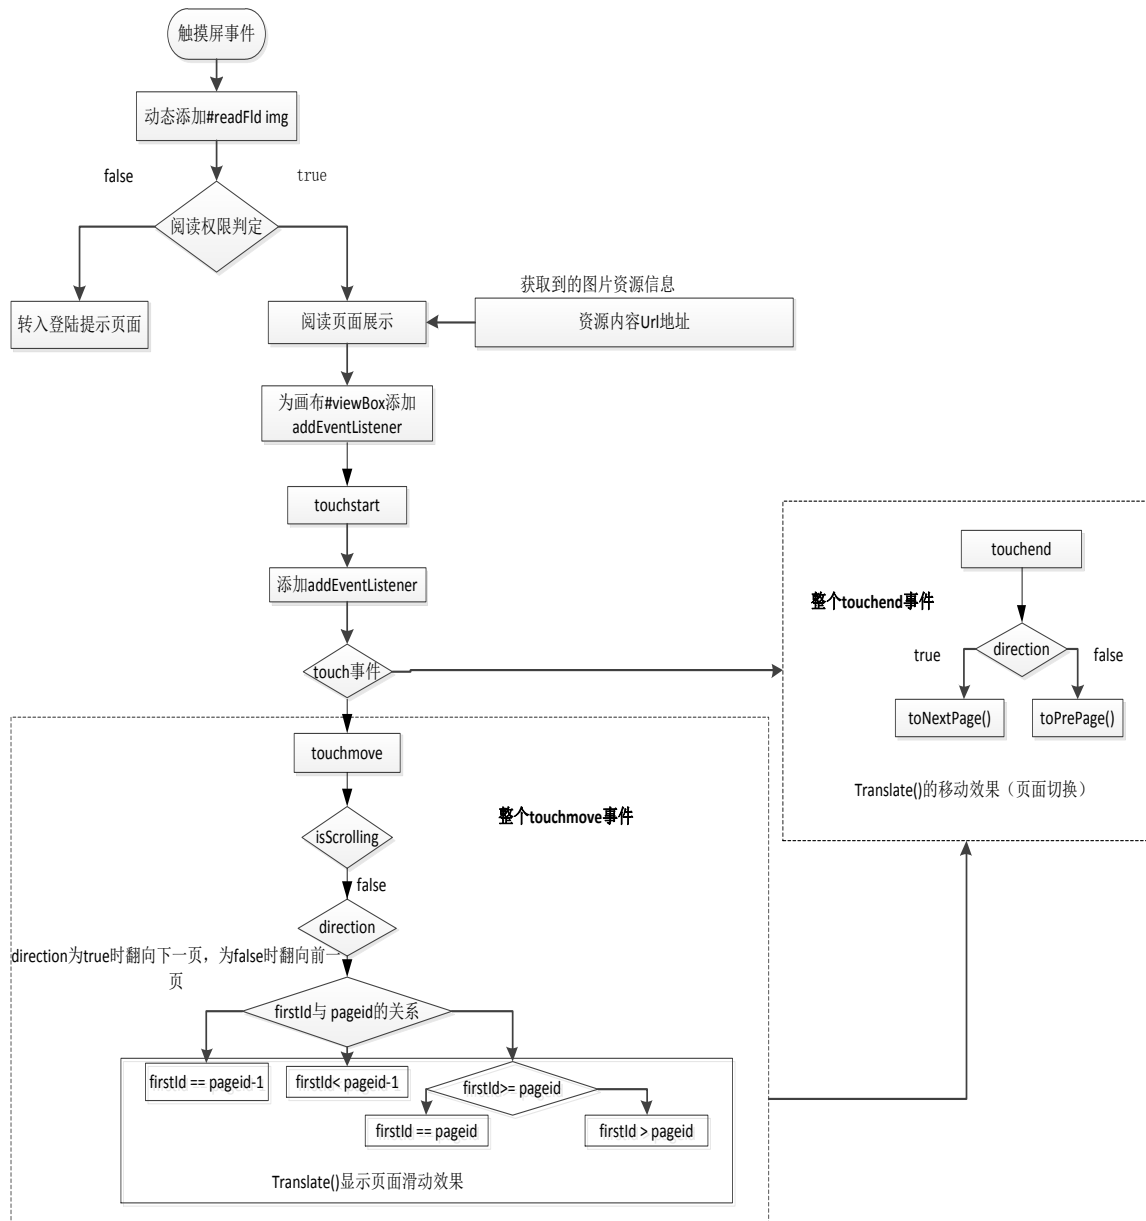 触摸屏事件
动态添加#readFld img
false
true
阅读权限判定
获取到的图片资源信息
转入登陆提示页面
阅读页面展示
资源内容Url地址
为画布#viewBox添加
addEventListener
touchstart
添加addEventListener
touch事件
touchend
整个touchend事件
direction
true
false
toNextPage()
toPrePage()
Translate()的移动效果（页面切换）
touchmove
整个touchmove事件
isScrolling
false
direction
direction为true时翻向下一页，为false时翻向前一
页
firstId与 pageid的关系
firstId == pageid-1
firstId< pageid-1
firstId>= pageid
firstId == pageid
firstId > pageid
Translate()显示页面滑动效果